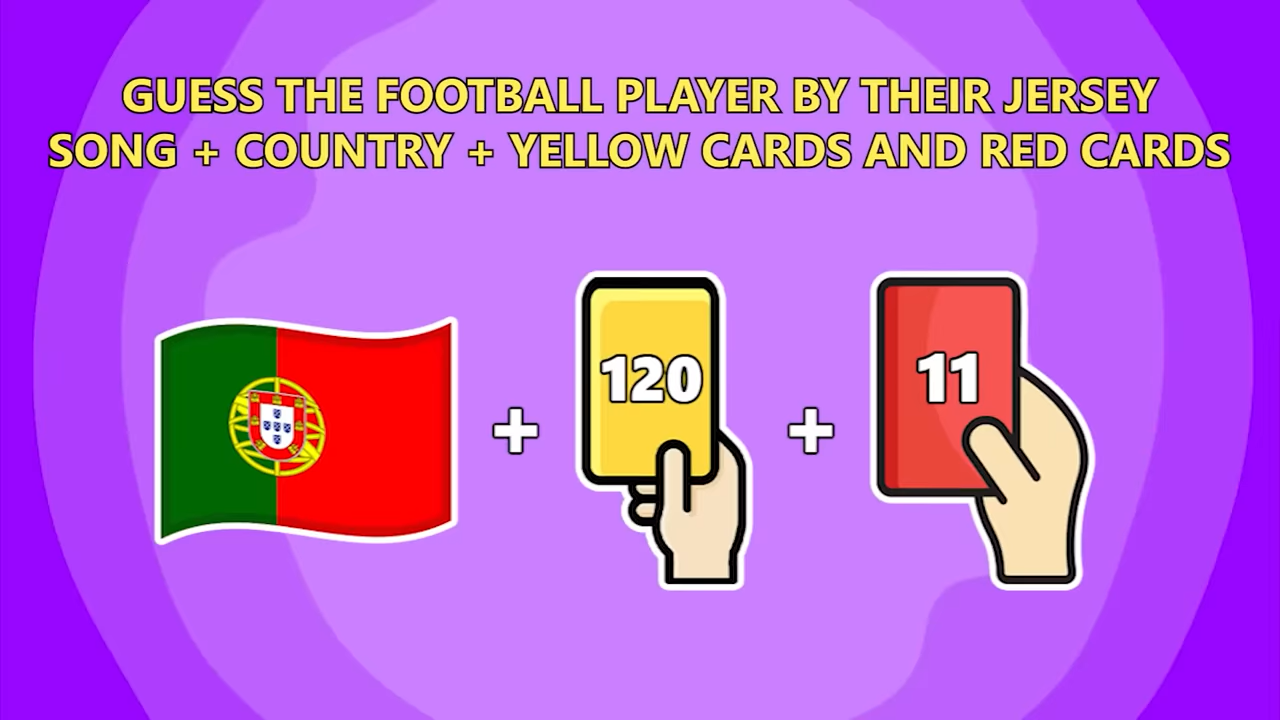 GUESS THE FOOTBALL PLAYER BY THEIR JERSEY
SONG + COUNTRY + YELLOW CARDS AND RED CARDS
120
11
+
+